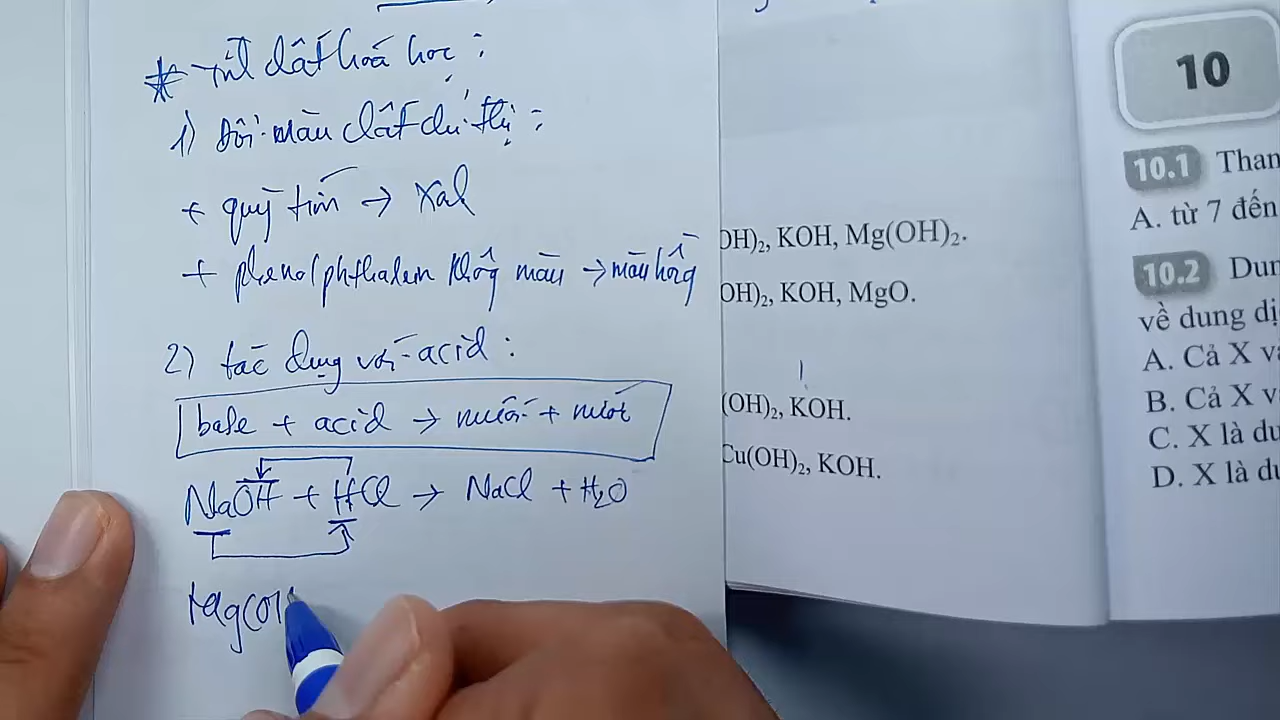 * Tính chất hoá học :
1) Đổi màu chất chỉ thị :
+ quỳ tím → xanh
+ phenolphthalein không màu → màu hồng
2) tác dụng với acid :
base + acid → muối + nước
NaOH + HCl → NaCl + H₂O
Mg(OH
OH)₂, KOH, Mg(OH)₂.
OH)₂, KOH, MgO.
(OH)₂, KOH.
Cu(OH)₂, KOH.
10
10.1 Than
A. từ 7 đến
10.2 Dun
về dung dị
A. Cả X và
B. Cả X v
C. X là du
D. X là du